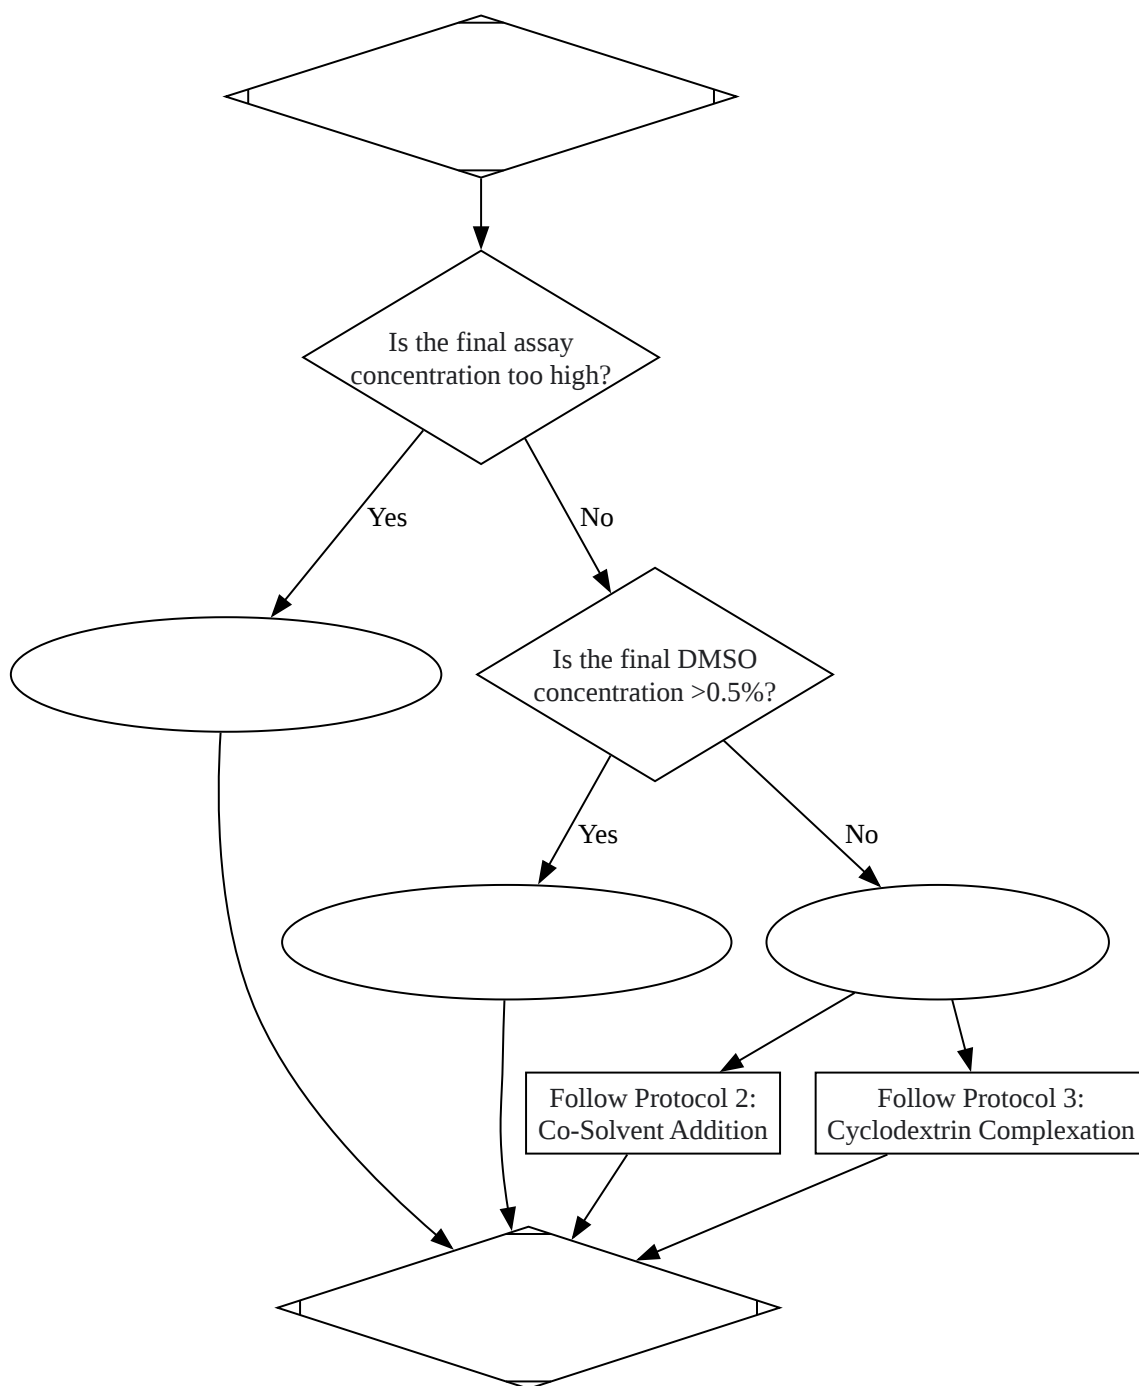 Is the final assay
concentration too high?
Yes
No
Is the final DMSO
concentration >0.5%?
Yes
No
Follow Protocol 2:
Co-Solvent Addition
Follow Protocol 3:
Cyclodextrin Complexation